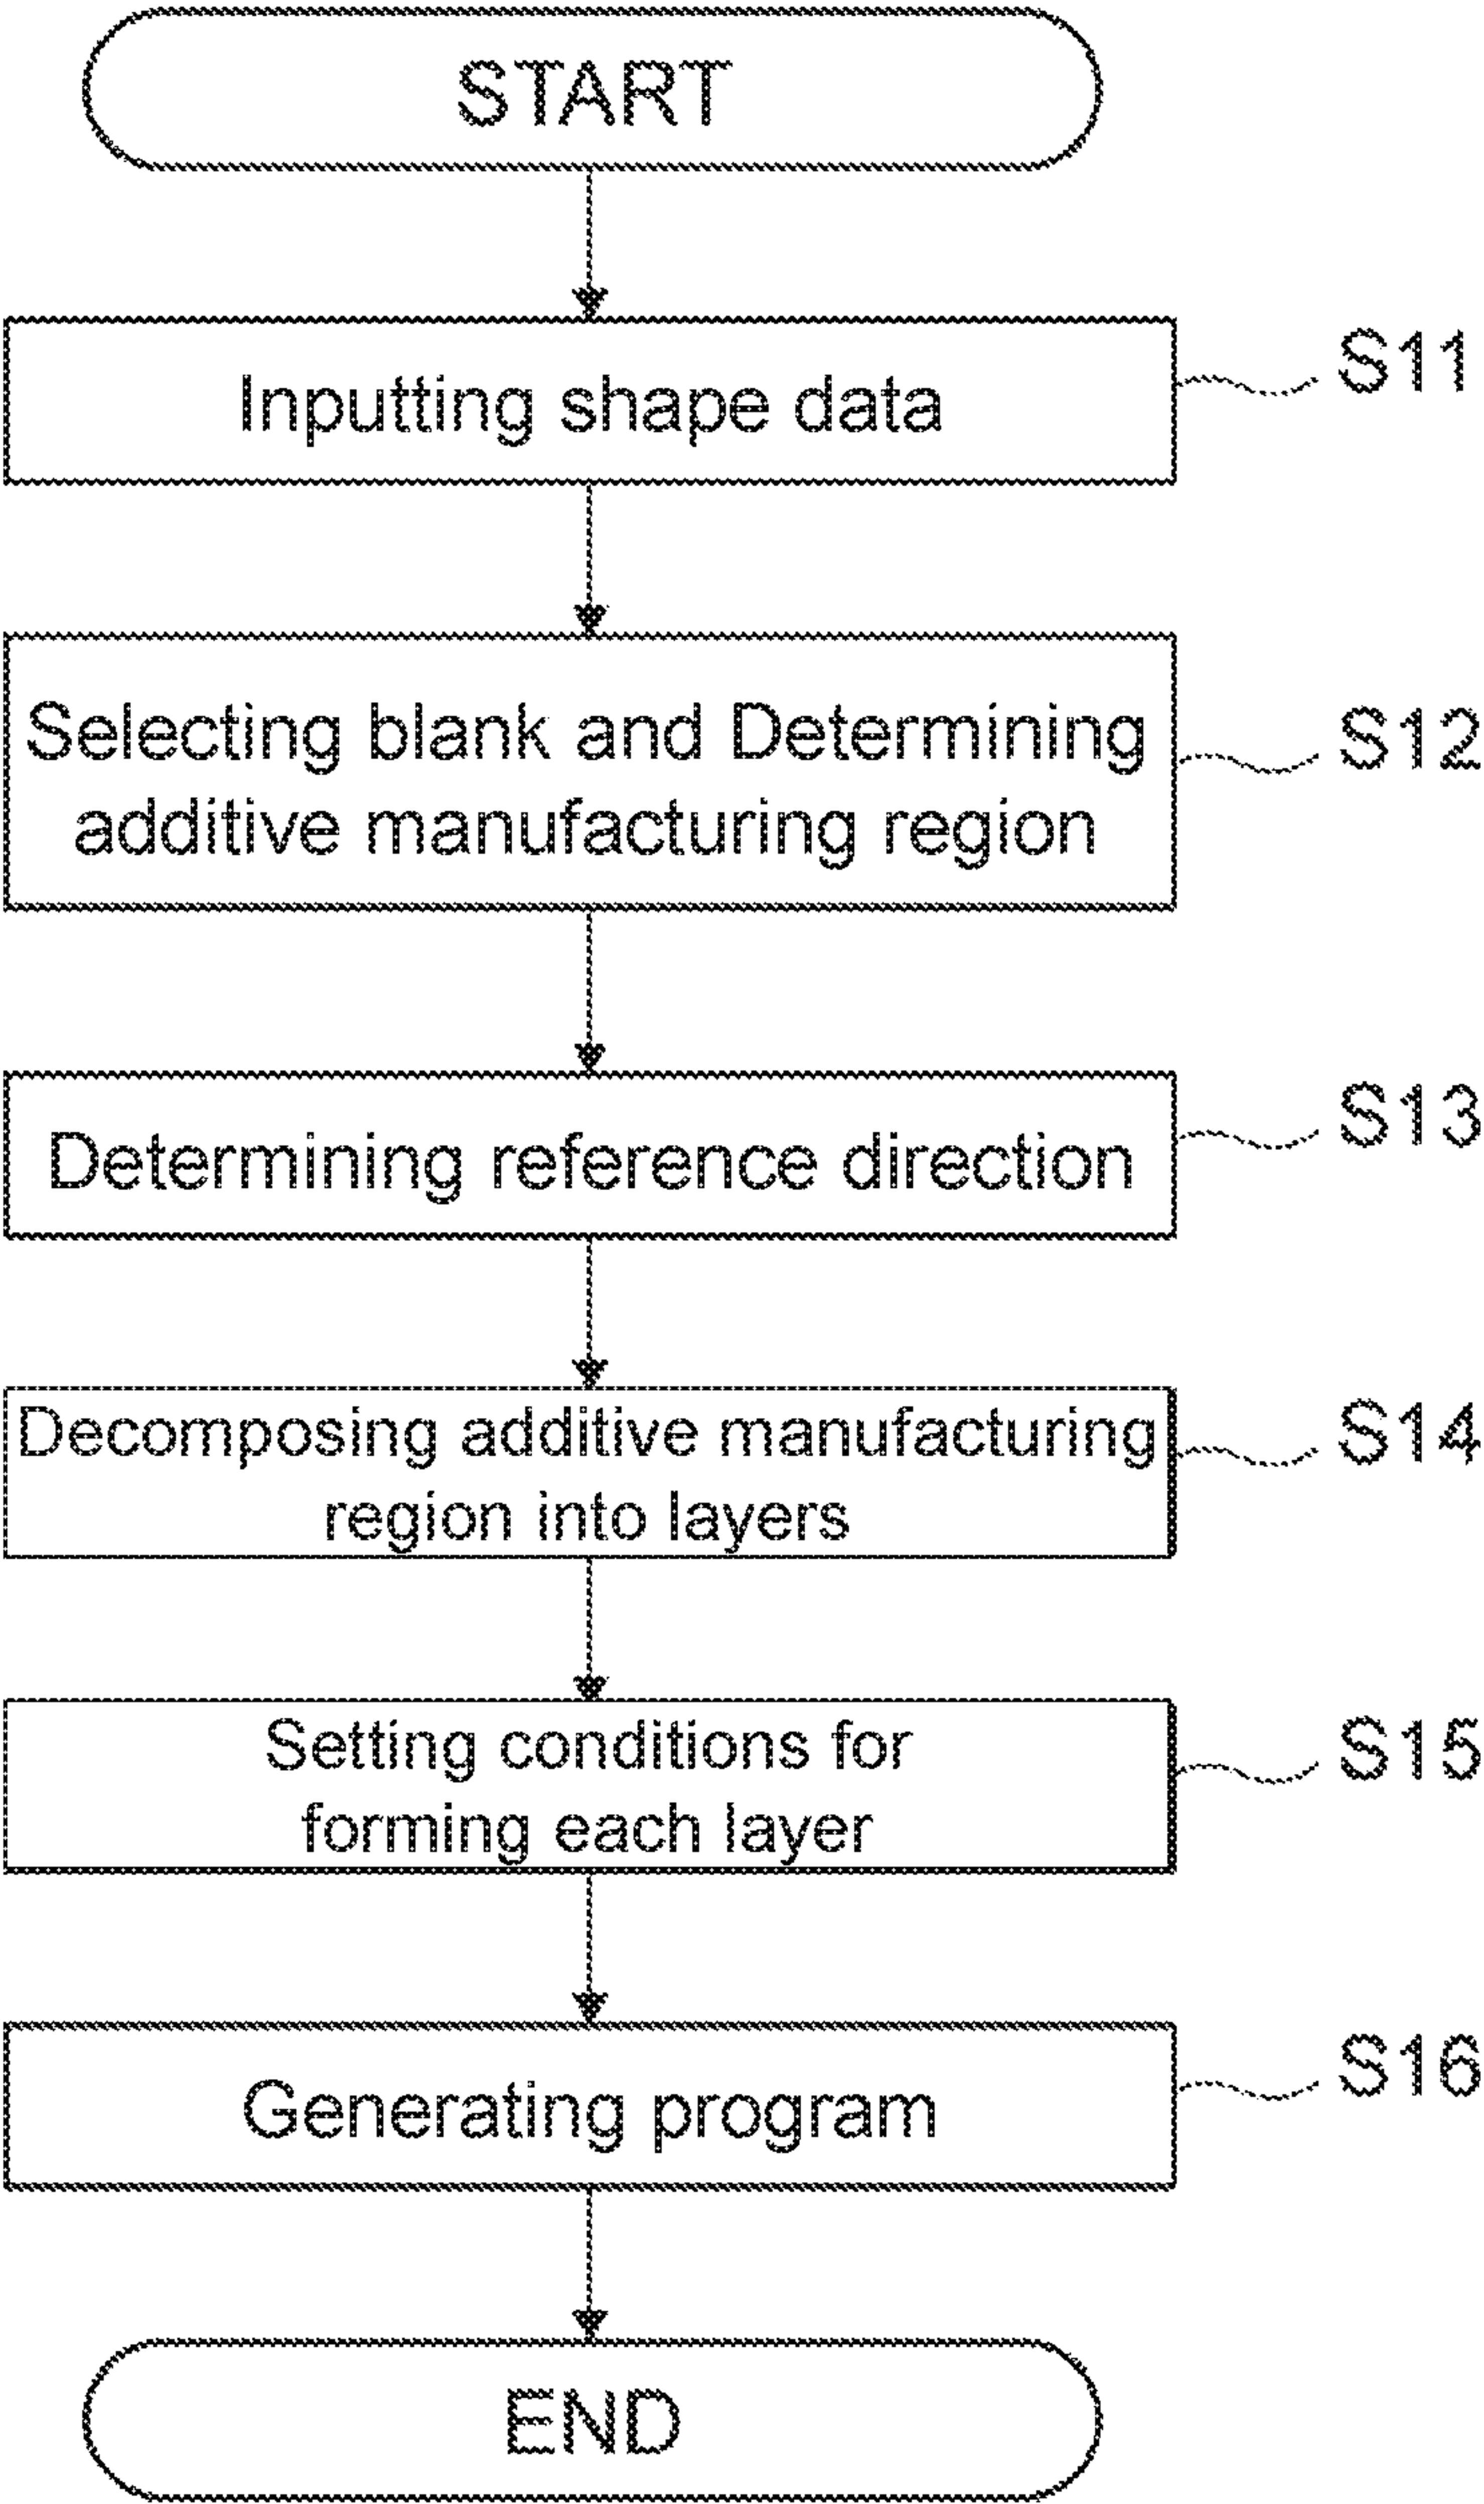 START
Inputting shape data
S11
Selecting blank and Determining
additive manufacturing region
S12
Determining reference direction
S13
Decomposing additive manufacturing
region into layers
S14
Setting conditions for
forming each layer
S15
Generating program
S16
END